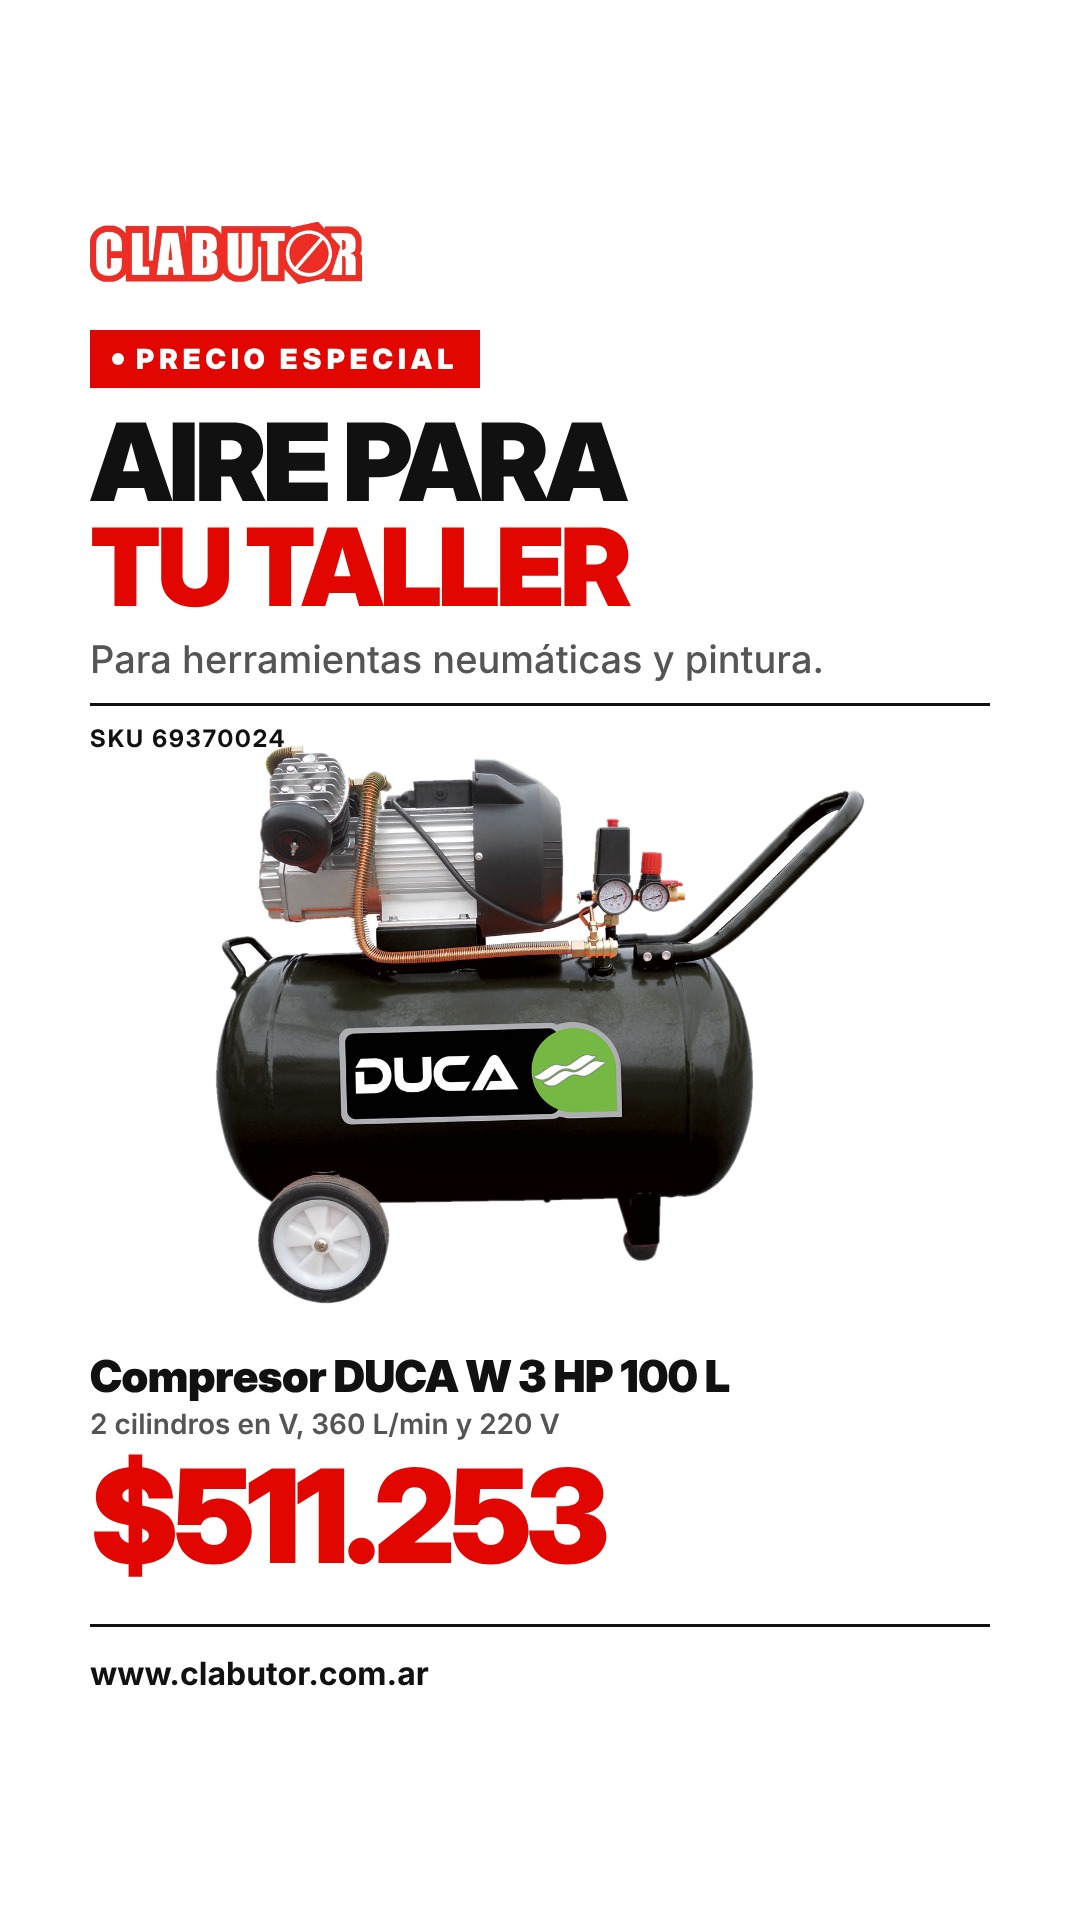 CLABUTOR
• PRECIO ESPECIAL
AIRE PARA
TU TALLER
Para herramientas neumáticas y pintura.
SKU 69370024
DUCA
Compresor DUCA W 3 HP 100 L
2 cilindros en V, 360 L/min y 220 V
$511.253
www.clabutor.com.ar